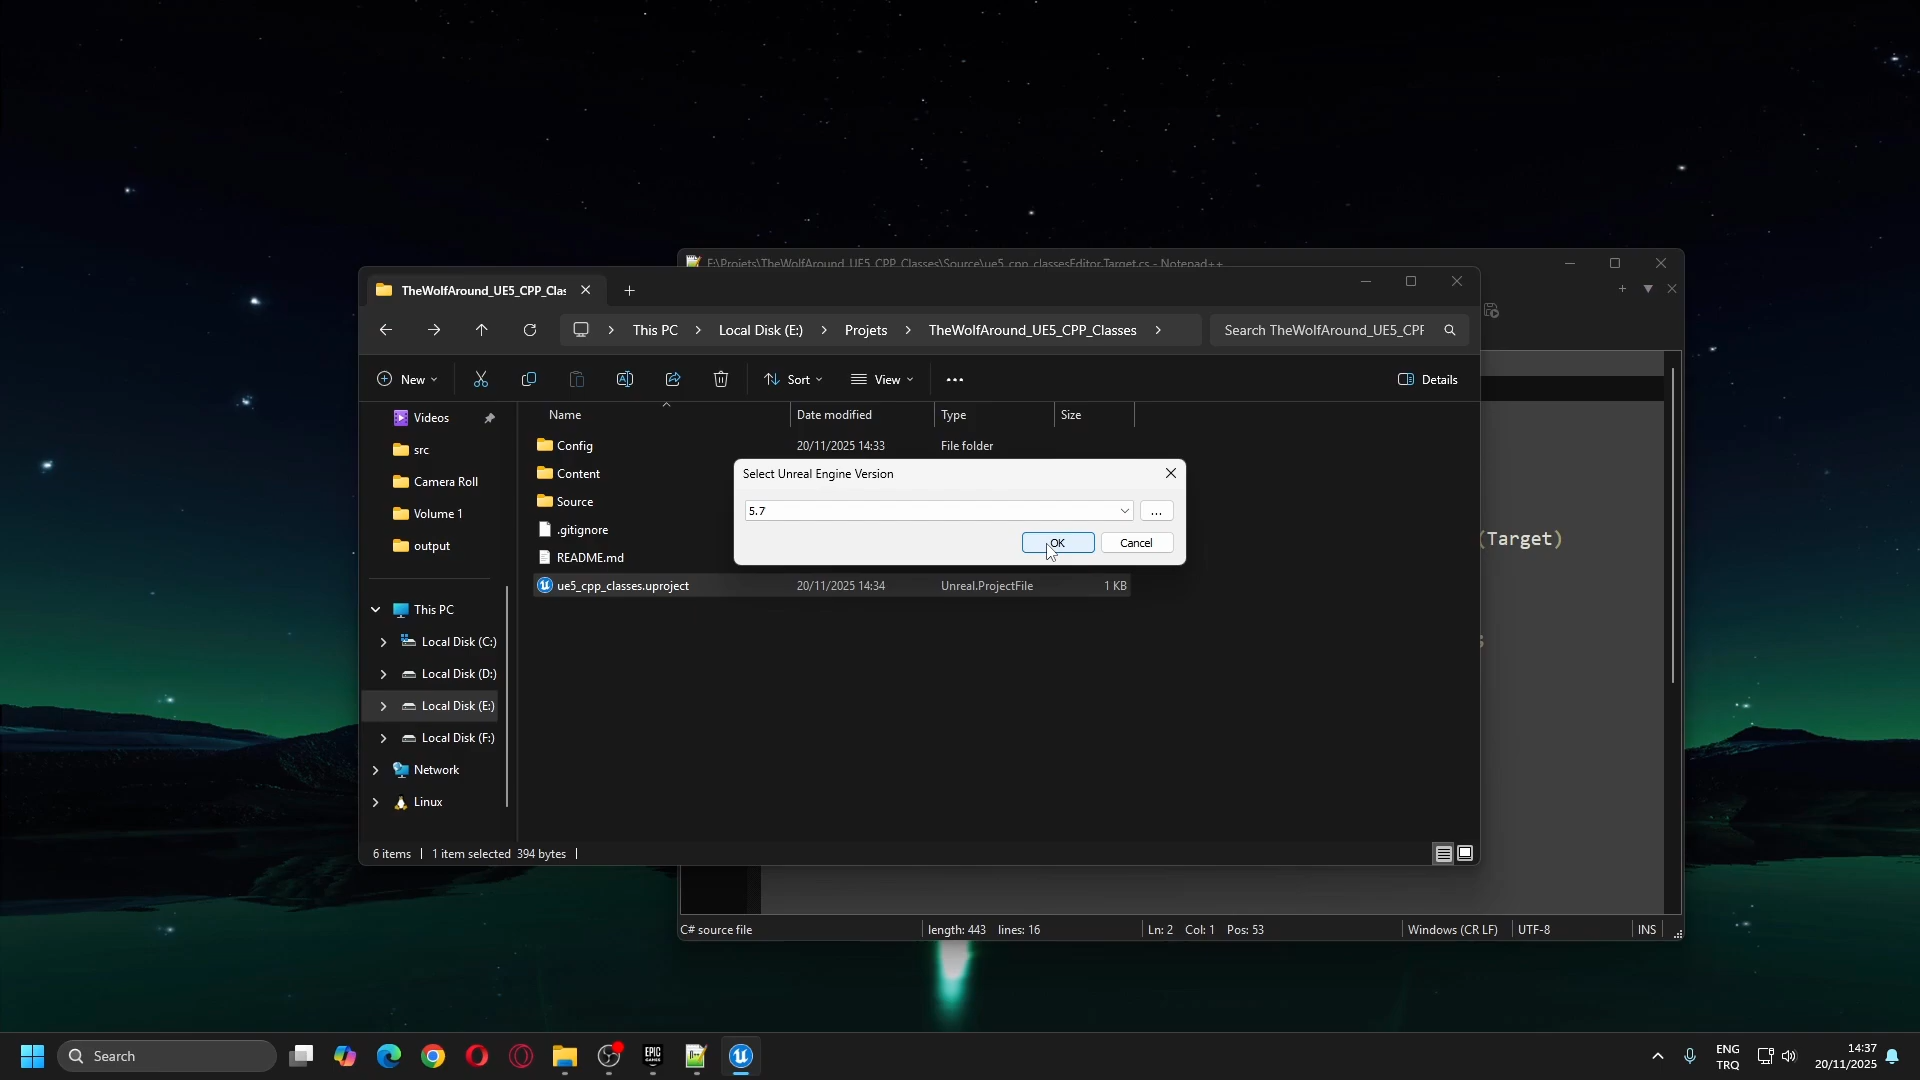 E:\Projets\TheWolfAround_UE5_CPP_Classes\Source\ue5_cpp_classesEditor.Target.cs - Notepad++
TheWolfAround_UE5_CPP_Clas
This PC
Local Disk (E:)
Projets
TheWolfAround_UE5_CPP_Classes
Search TheWolfAround_UE5_CPF
New
Sort
View
Details
Videos
src
Camera Roll
Volume 1
output
This PC
Local Disk (C:)
Local Disk (D:)
Local Disk (E:)
Local Disk (F:)
Network
Linux
Name
Date modified
Type
Size
Config
20/11/2025 14:33
File folder
Content
Source
.gitignore
README.md
ue5_cpp_classes.uproject
20/11/2025 14:34
Unreal.ProjectFile
1 KB
Select Unreal Engine Version
5.7
...
OK
Cancel
(Target)
6 items
1 item selected 394 bytes
C# source file
length: 443 lines: 16
Ln: 2 Col: 1 Pos: 53
Windows (CR LF)
UTF-8
INS
Search
EPIC
GAMES
ENG
TRQ
14:37
20/11/2025